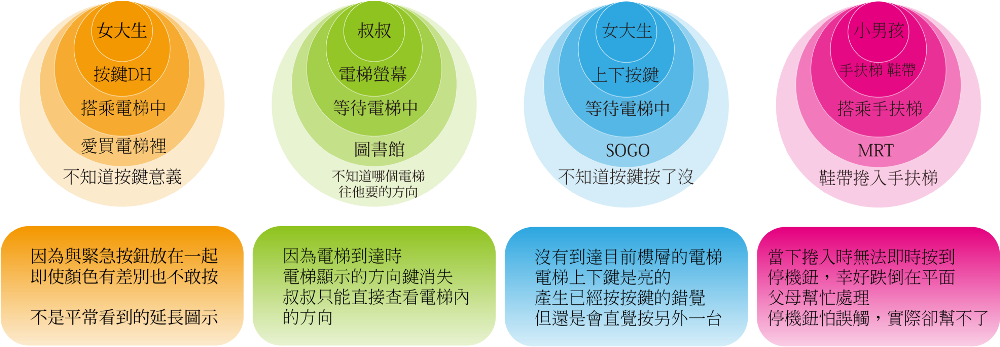 女大生
按鍵DH
搭乘電梯中
愛買電梯裡
不知道按鍵意義
叔叔
電梯螢幕
等待電梯中
圖書館
不知道哪個電梯
往他要的方向
女大生
上下按鍵
等待電梯中
SOGO
不知道按鍵按了沒
小男孩
手扶梯 鞋帶
搭乘手扶梯
MRT
鞋帶捲入手扶梯
因為與緊急按鈕放在一起
即使顏色有差別也不敢按
不是平常看到的延長圖示
因為電梯到達時
電梯顯示的方向鍵消失
叔叔只能直接查看電梯內
的方向
沒有到達目前樓層的電梯
電梯上下鍵是亮的
產生已經按按鍵的錯覺
但還是會直覺按另外一台
當下捲入時無法即時按到
停機鈕，幸好跌倒在平面
父母幫忙處理
停機鈕怕誤觸，實際卻幫不了